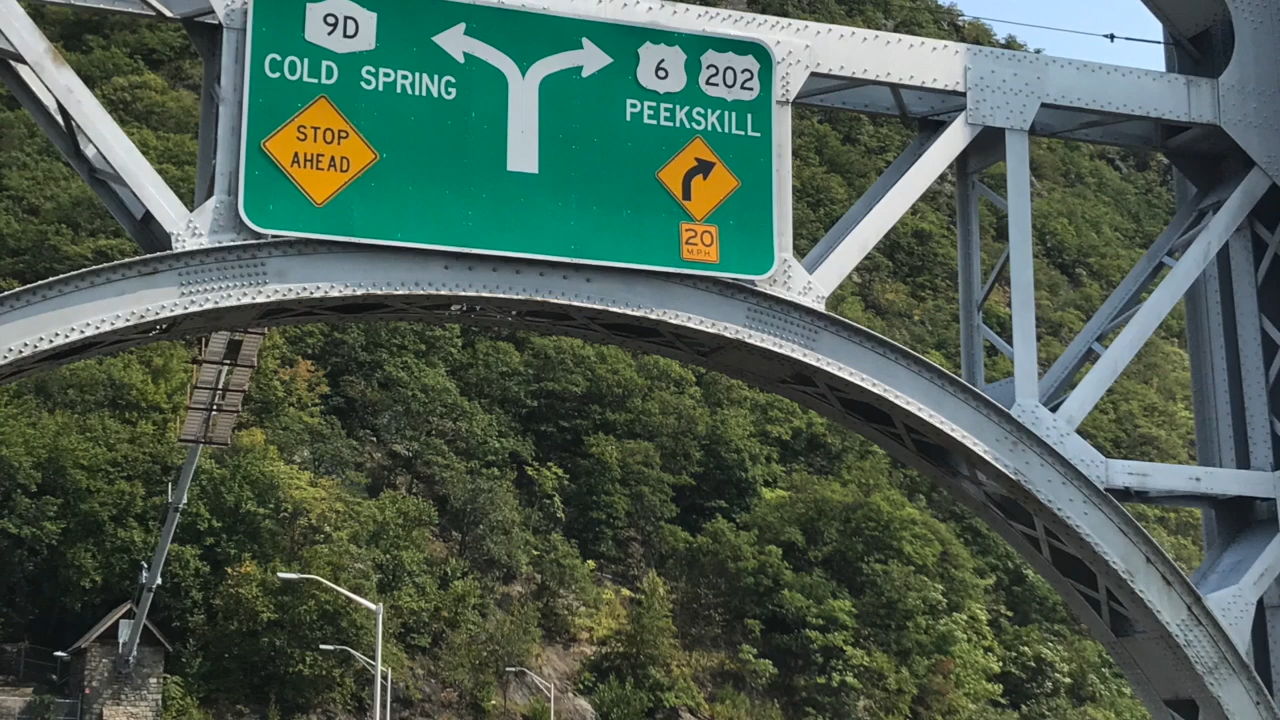 9D
COLD SPRING
STOP
AHEAD
6 202
PEEKSKILL
20
M.P.H.